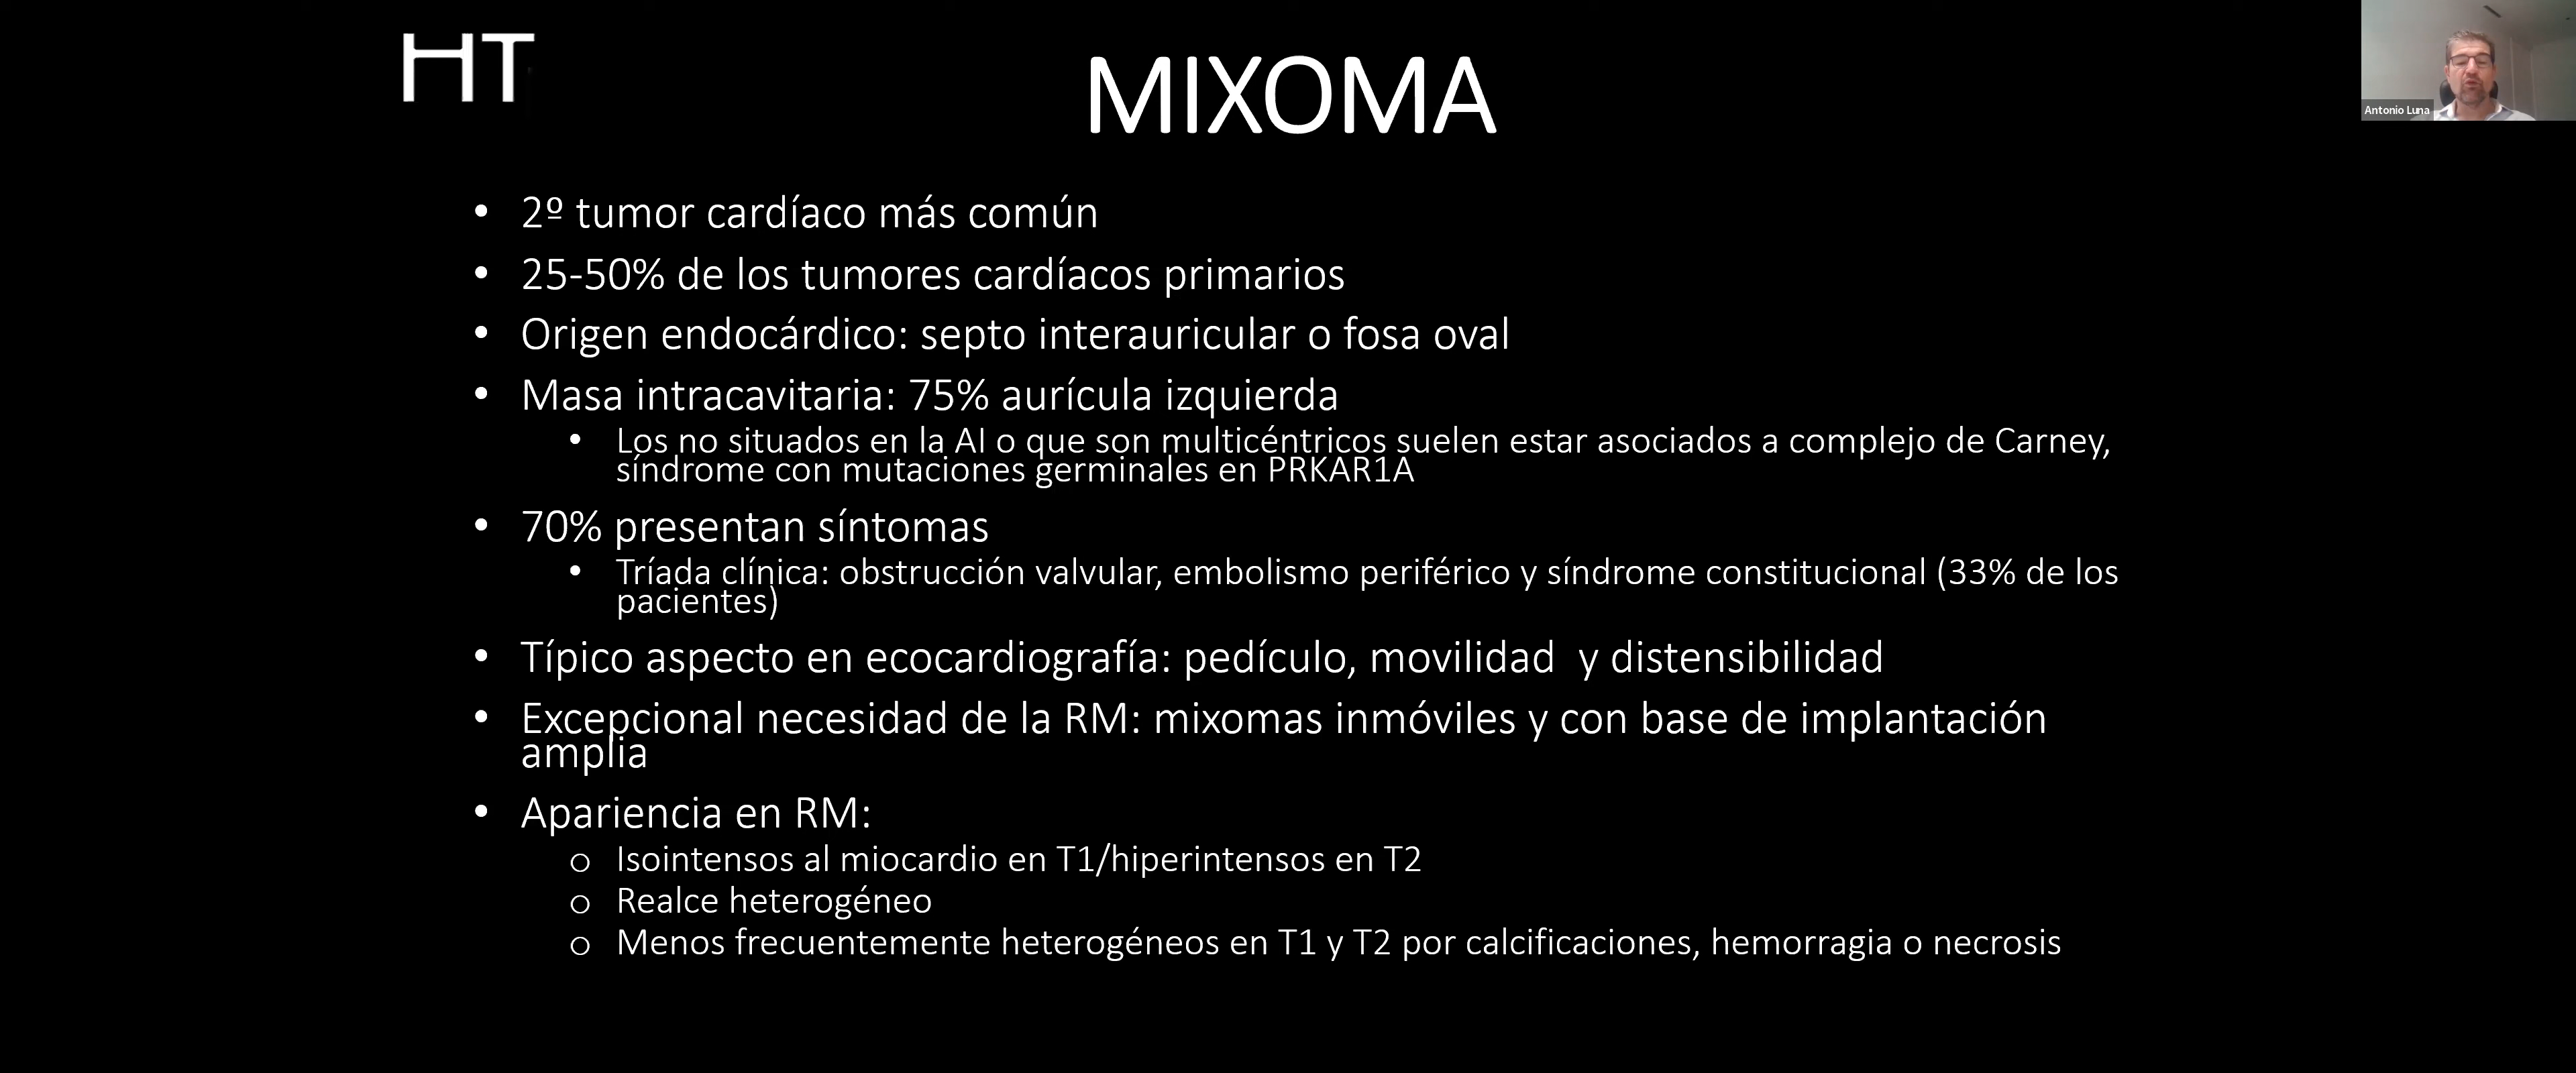 HT
MIXOMA
Antonio Luna
• 2º tumor cardíaco más común
• 25-50% de los tumores cardíacos primarios
• Origen endocárdico: septo interauricular o fosa oval
• Masa intracavitaria: 75% aurícula izquierda
• Los no situados en la AI o que son multicéntricos suelen estar asociados a complejo de Carney,
síndrome con mutaciones germinales en PRKAR1A
• 70% presentan síntomas
• Tríada clínica: obstrucción valvular, embolismo periférico y síndrome constitucional (33% de los
pacientes)
• Típico aspecto en ecocardiografía: pedículo, movilidad  y distensibilidad
• Excepcional necesidad de la RM: mixomas inmóviles y con base de implantación
amplia
• Apariencia en RM:
o Isointensos al miocardio en T1/hiperintensos en T2
o Realce heterogéneo
o Menos frecuentemente heterogéneos en T1 y T2 por calcificaciones, hemorragia o necrosis